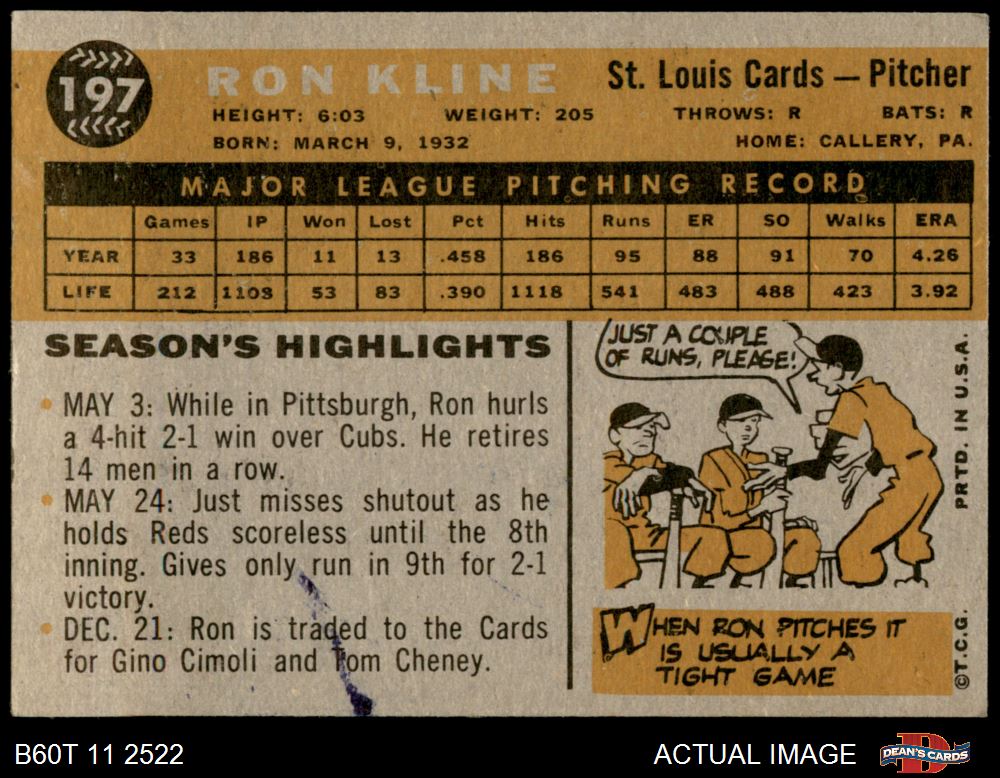 197
RON KLINE
St. Louis Cards — Pitcher
HEIGHT: 6:03 WEIGHT: 205 THROWS: R BATS: R
BORN: MARCH 9, 1932 HOME: CALLERY, PA.
MAJOR LEAGUE PITCHING RECORD
Games IP Won Lost Pct Hits Runs ER SO Walks ERA
YEAR 33 186 11 13 .458 186 95 88 91 70 4.26
LIFE 212 1108 53 83 .390 1118 541 483 488 423 3.92
SEASON'S HIGHLIGHTS
• MAY 3: While in Pittsburgh, Ron hurls
a 4-hit 2-1 win over Cubs. He retires
14 men in a row.
• MAY 24: Just misses shutout as he
holds Reds scoreless until the 8th
inning. Gives only run in 9th for 2-1
victory.
• DEC. 21: Ron is traded to the Cards
for Gino Cimoli and Tom Cheney.
JUST A COUPLE
OF RUNS, PLEASE!
WHEN RON PITCHES IT
IS USUALLY A
TIGHT GAME
PRTD. IN U.S.A.
©T.C.G.
B60T 11 2522
ACTUAL IMAGE
DEAN'S CARDS